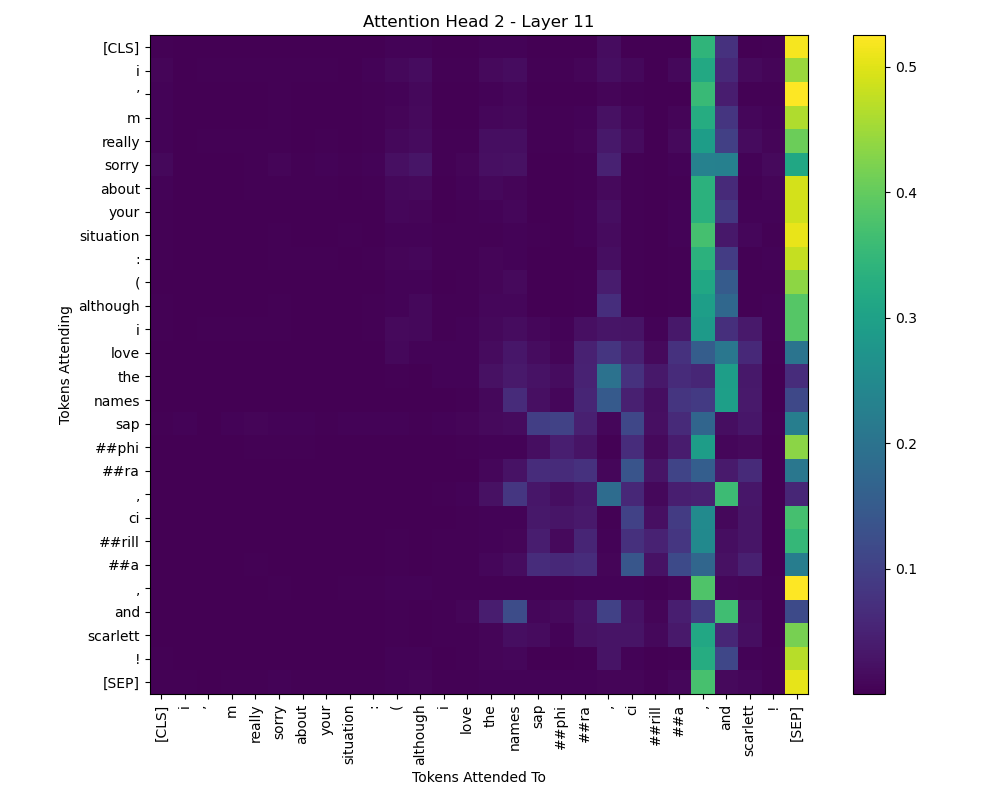 Attention Head 2 - Layer 11
Tokens Attending
[CLS]
i
’
m
really
sorry
about
your
situation
:
(
although
i
love
the
names
sap
##phi
##ra
,
ci
##rill
##a
,
and
scarlett
!
[SEP]
[CLS]
i
’
m
really
sorry
about
your
situation
:
(
although
i
love
the
names
sap
##phi
##ra
,
ci
##rill
##a
,
and
scarlett
!
[SEP]
Tokens Attended To
0.5
0.4
0.3
0.2
0.1